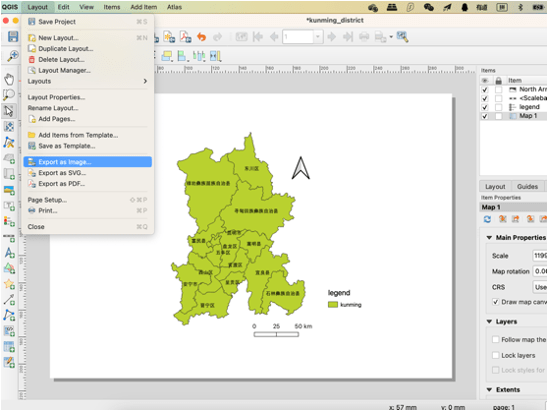 QGIS Layout Edit View Items Add Item Atlas
*kunming_district
Save Project ⌘S
New Layout... ⌘N
Duplicate Layout...
Delete Layout...
Layout Manager...
Layouts
Layout Properties...
Rename Layout...
Add Pages...
Add Items from Template...
Save as Template...
Export as Image...
Export as SVG...
Export as PDF...
Page Setup... ⇧⌘P
Print... ⌘P
Close ⌘Q
Items
Item
North Arr
<Scaleba
legend
Map 1
Layout Guides
Item Properties
Map 1
Main Properties
Scale 1199
Map rotation 0.0
CRS Use
Draw map canv
Layers
Follow map the
Lock layers
Lock styles for
Extents
东川区
禄劝彝族苗族自治县
寻甸回族彝族自治县
富民县
盘龙区
嵩明县
五华区
官渡区
西山区
宜良县
安宁市
呈贡区
石林彝族自治县
晋宁区
legend
kunming
0 25 50 km
x: 57 mm y: 0 mm page: 1